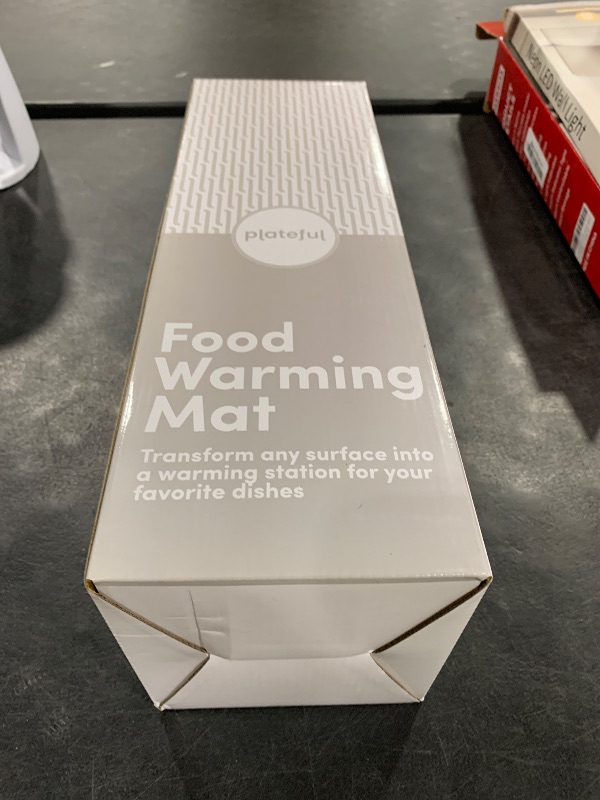 plateful
Food
Warming
Mat
Transform any surface into
a warming station for your
favorite dishes
LED Wall Light